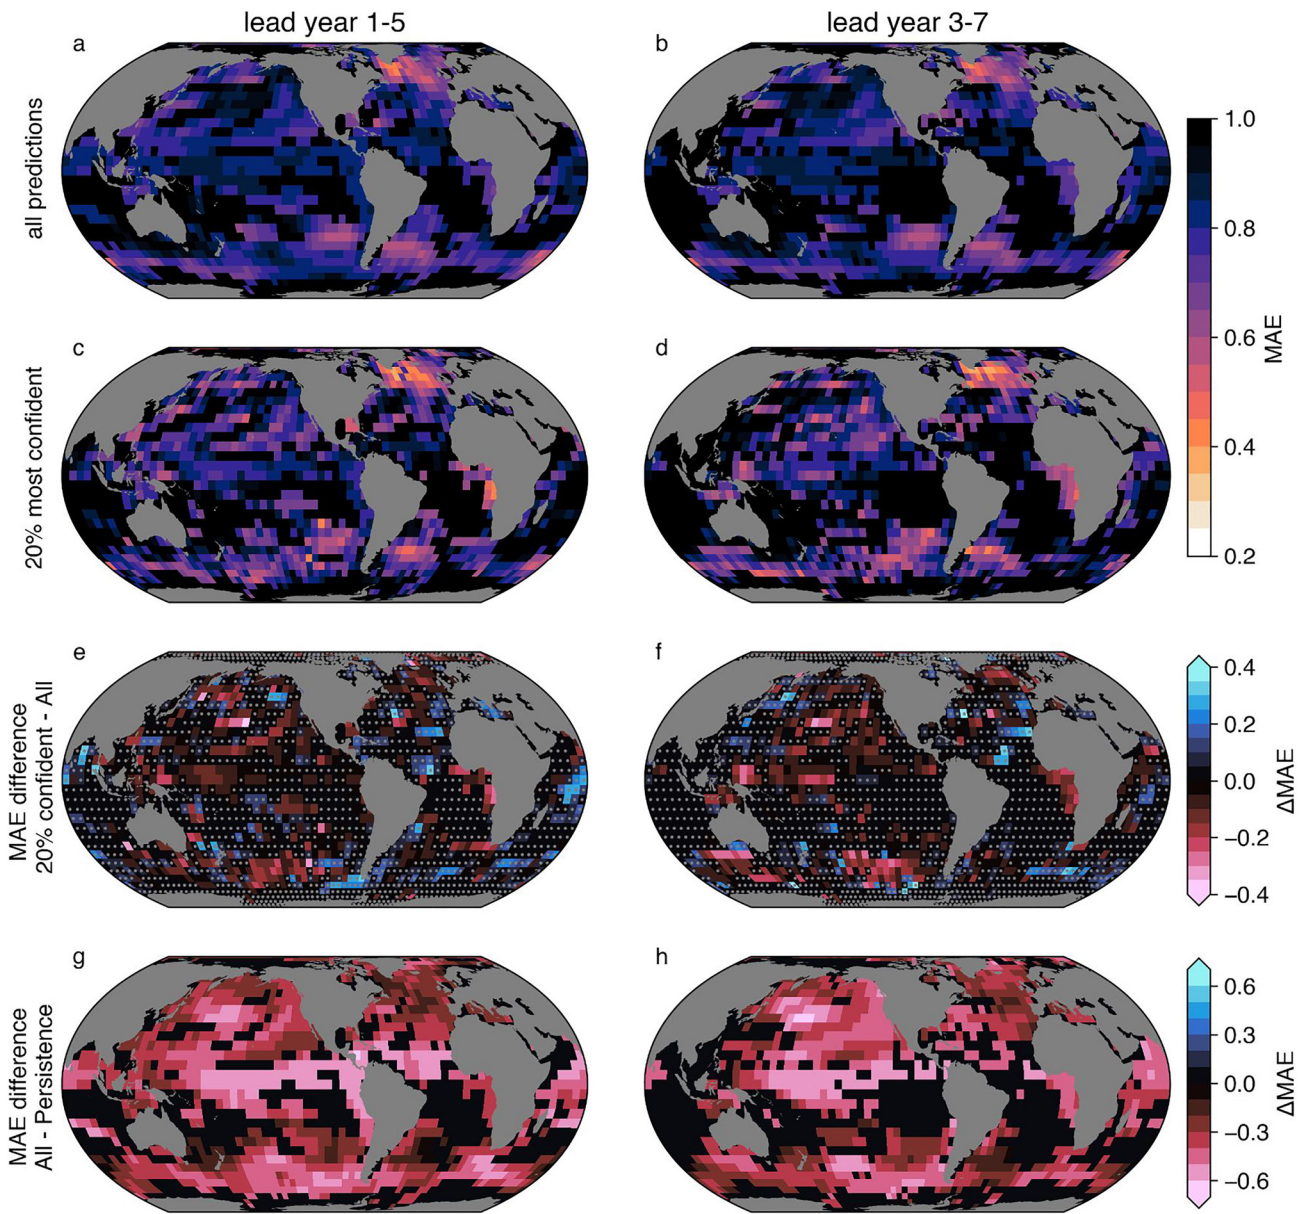 lead year 1-5
lead year 3-7
a
b
all predictions
1.0
0.8
0.6
0.4
0.2
MAE
c
d
20% most confident
e
f
MAE difference
20% confident - All
0.4
0.2
0.0
−0.2
−0.4
ΔMAE
g
h
MAE difference
All - Persistence
0.6
0.3
0.0
−0.3
−0.6
ΔMAE